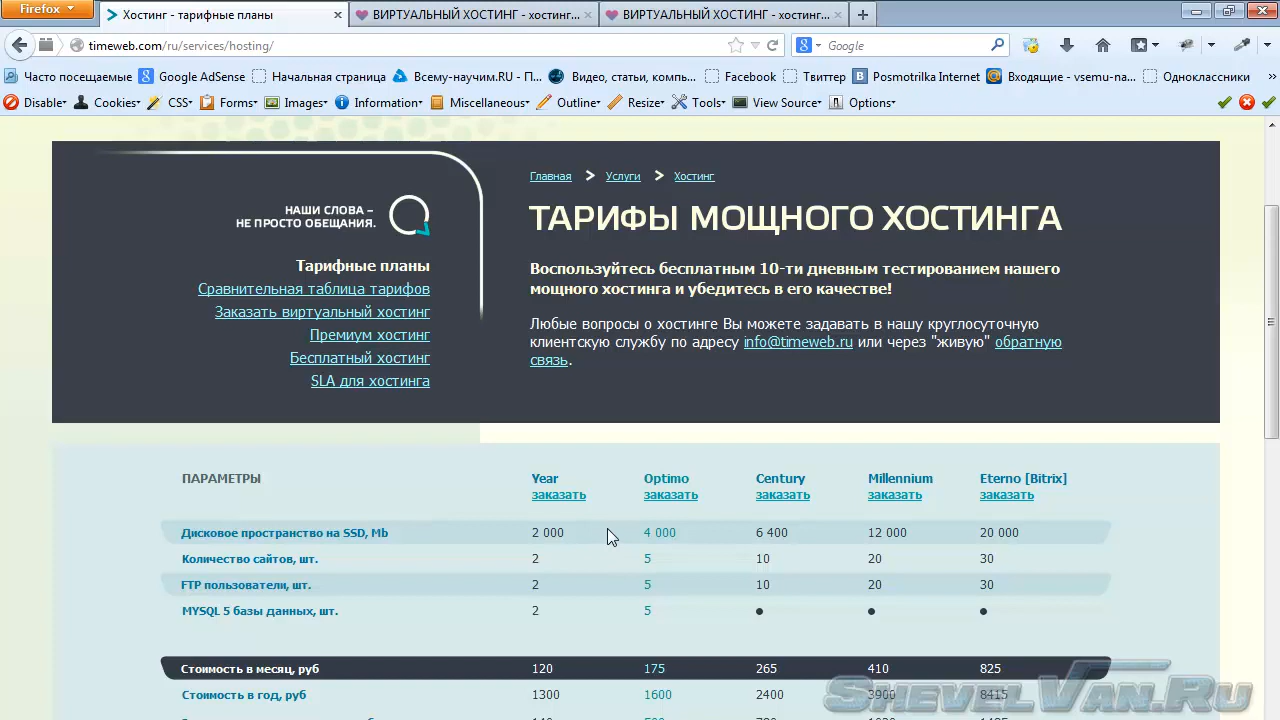 Firefox
Хостинг - тарифные планы
ВИРТУАЛЬНЫЙ ХОСТИНГ - хостинг...
ВИРТУАЛЬНЫЙ ХОСТИНГ - хостинг...
timeweb.com/ru/services/hosting/
Google
Часто посещаемые Google AdSense Начальная страница Всему-научим.RU - П... Видео, статьи, компь... Facebook Твиттер Posmotrilka Internet Входящие - vsemu-na... Одноклассники
Disable Cookies CSS Forms Images Information Miscellaneous Outline Resize Tools View Source Options
НАШИ СЛОВА –
НЕ ПРОСТО ОБЕЩАНИЯ.
Тарифные планы
Сравнительная таблица тарифов
Заказать виртуальный хостинг
Премиум хостинг
Бесплатный хостинг
SLA для хостинга
Главная > Услуги > Хостинг
ТАРИФЫ МОЩНОГО ХОСТИНГА
Воспользуйтесь бесплатным 10-ти дневным тестированием нашего
мощного хостинга и убедитесь в его качестве!
Любые вопросы о хостинге Вы можете задавать в нашу круглосуточную
клиентскую службу по адресу info@timeweb.ru или через "живую" обратную
связь.
ПАРАМЕТРЫ Year Optimo Century Millennium Eterno [Bitrix]
заказать заказать заказать заказать заказать
Дисковое пространство на SSD, Mb 2 000 4 000 6 400 12 000 20 000
Количество сайтов, шт. 2 5 10 20 30
FTP пользователи, шт. 2 5 10 20 30
MYSQL 5 базы данных, шт. 2 5 • • •
Стоимость в месяц, руб 120 175 265 410 825
Стоимость в год, руб 1300 1600 2400 3900 8415
ShevelVan.Ru